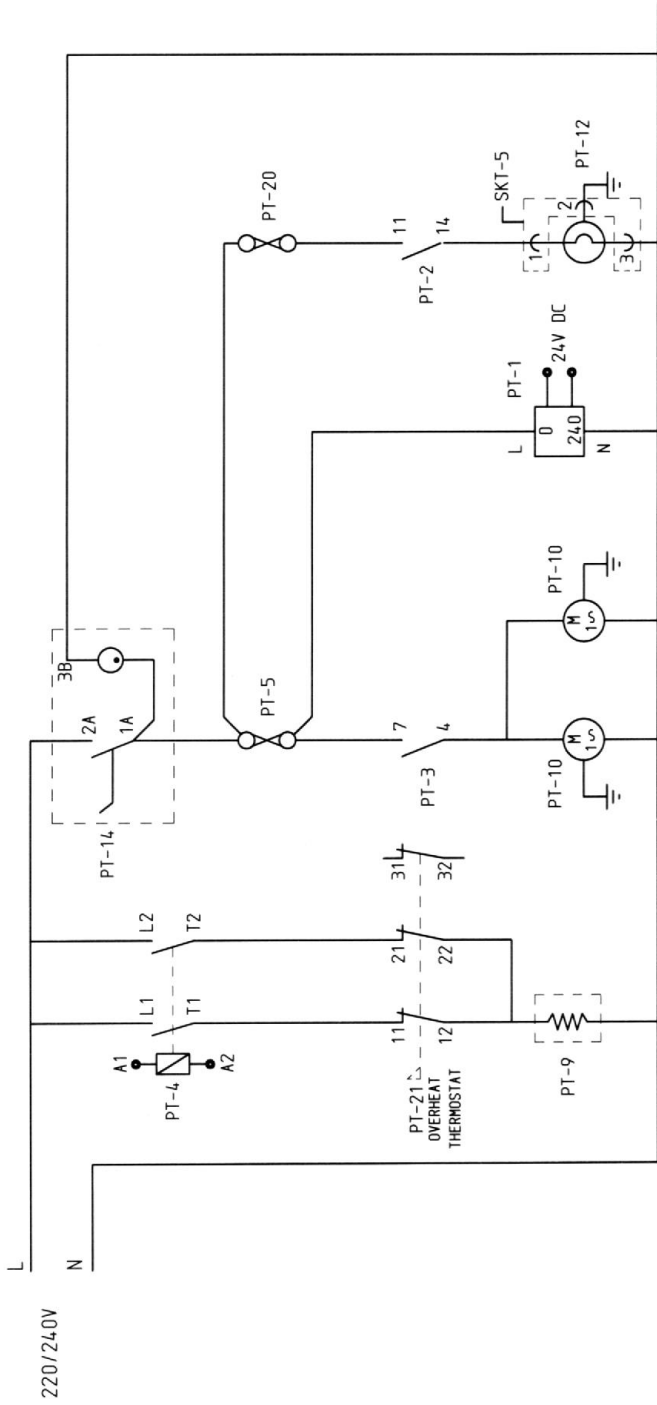 220/240V
L
N
A1
PT-4
A2
L1
T1
L2
T2
PT-14
2A
1A
3B
PT-21
OVERHEAT
THERMOSTAT
11
12
21
22
31
32
PT-9
PT-5
PT-3
7
4
PT-10
M
1
PT-10
M
1
L
0
240
N
PT-1
24V DC
PT-20
11
14
PT-2
SKT-5
1
2
3
PT-12